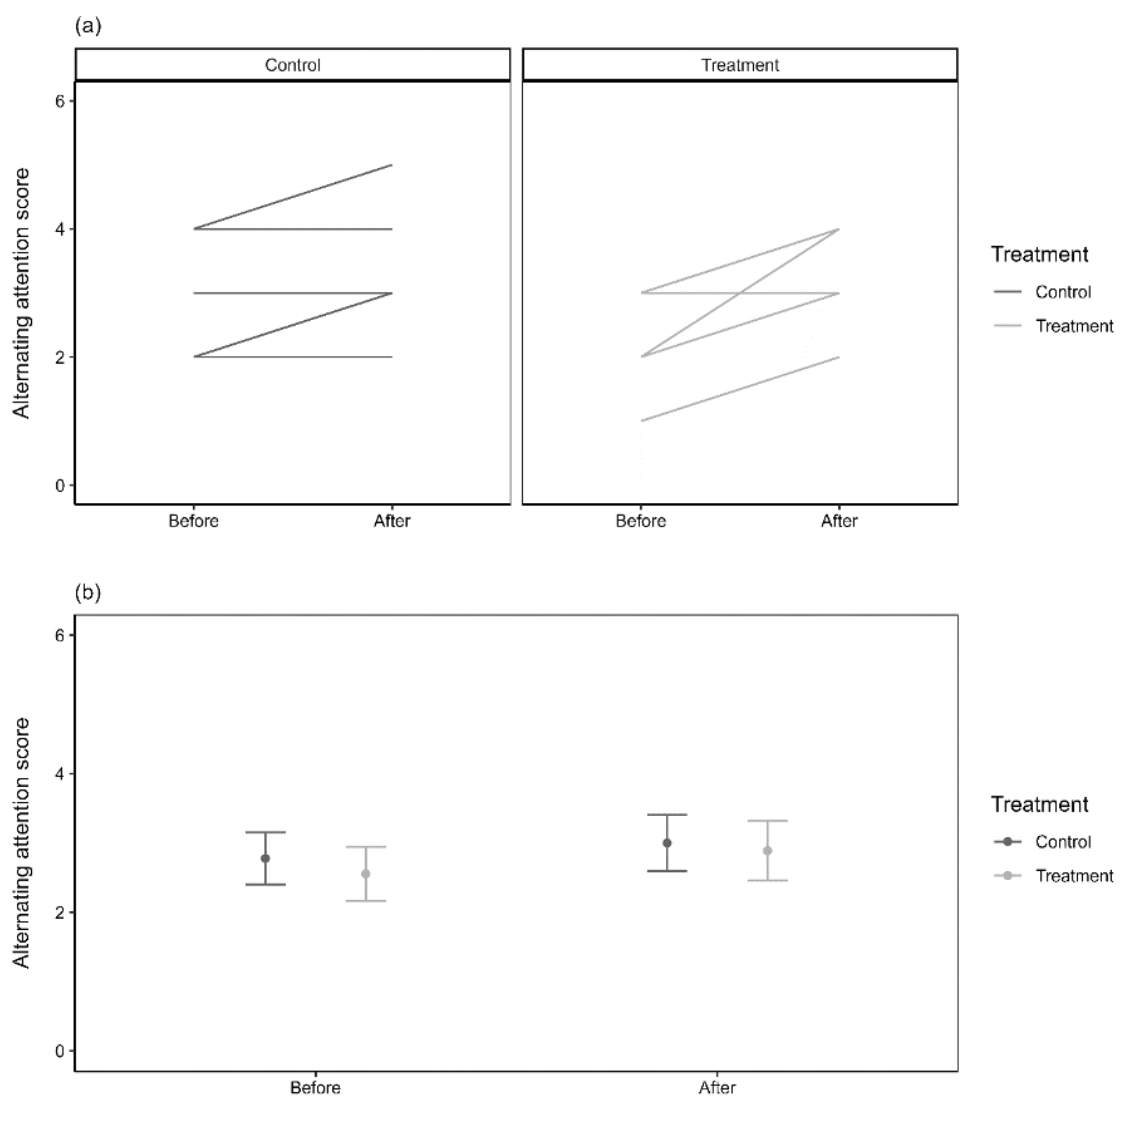 (a)
Control Treatment
Alternating attention score
6
4
2
0
Before After Before After
Treatment
Control
Treatment
(b)
Alternating attention score
6
4
2
0
Before After
Treatment
Control
Treatment